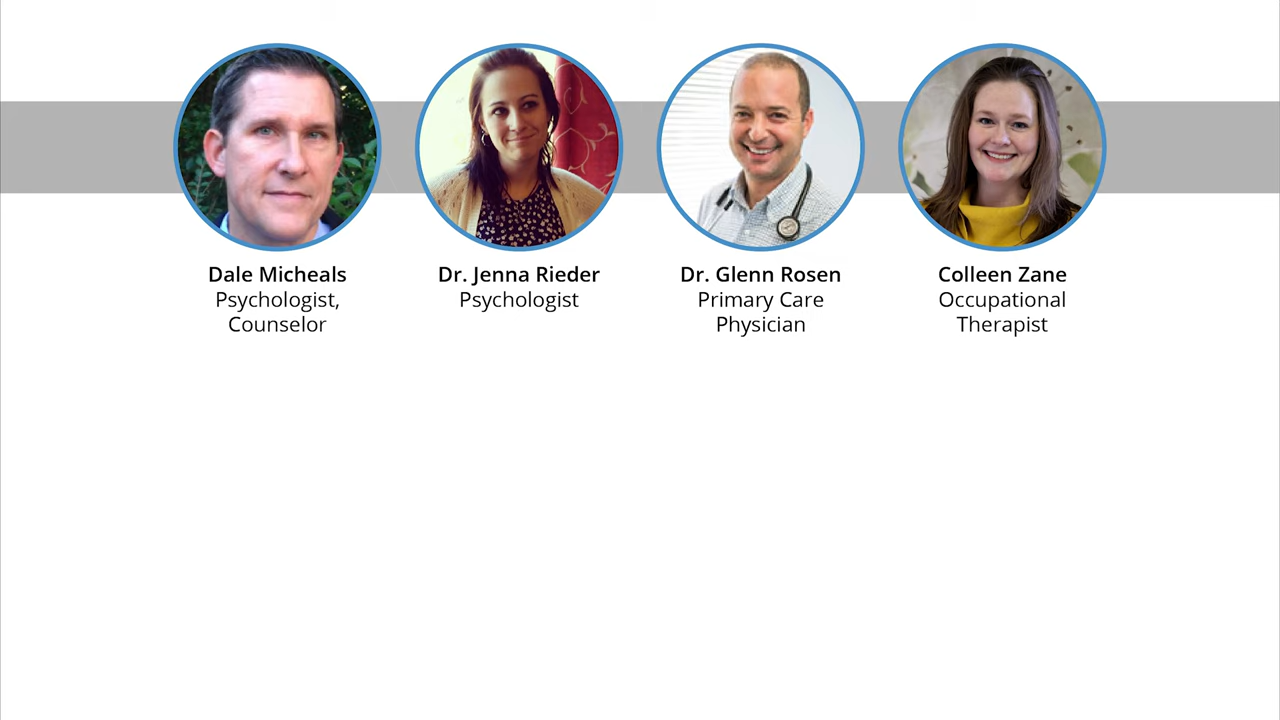 Dale Micheals
Psychologist,
Counselor
Dr. Jenna Rieder
Psychologist
Dr. Glenn Rosen
Primary Care
Physician
Colleen Zane
Occupational
Therapist